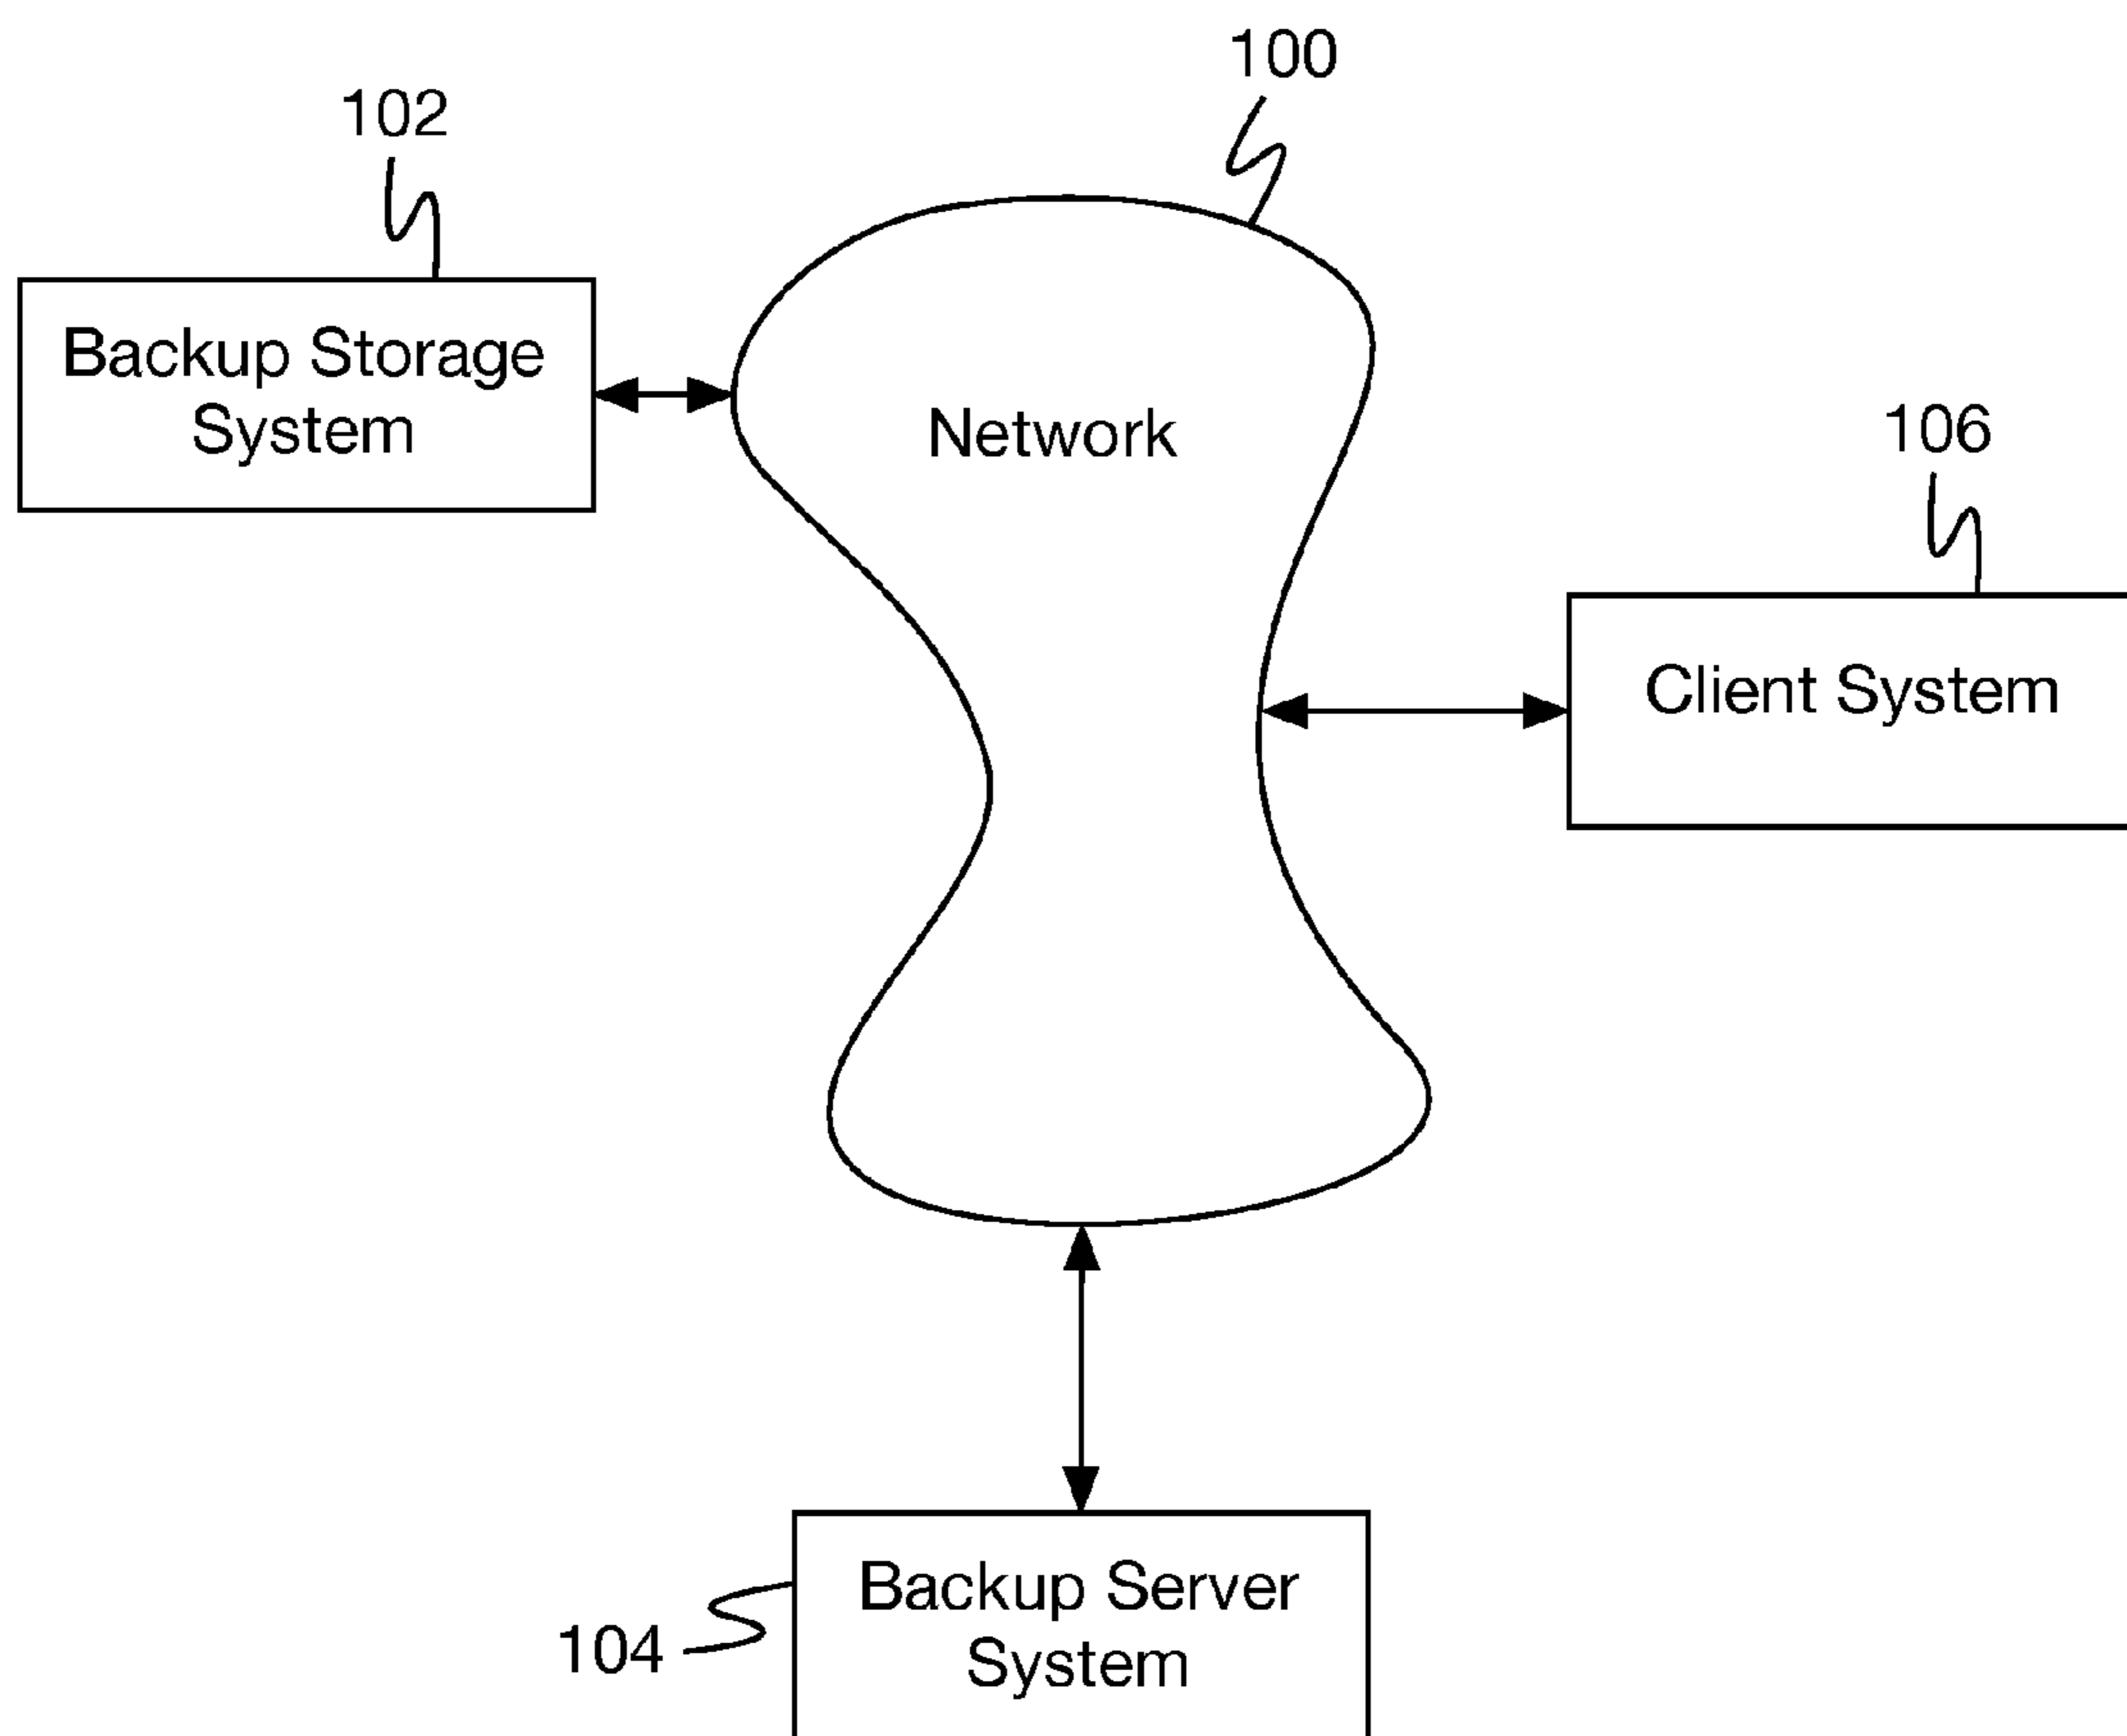 100
102
Backup Storage
System
Network
106
Client System
Backup Server
System
104